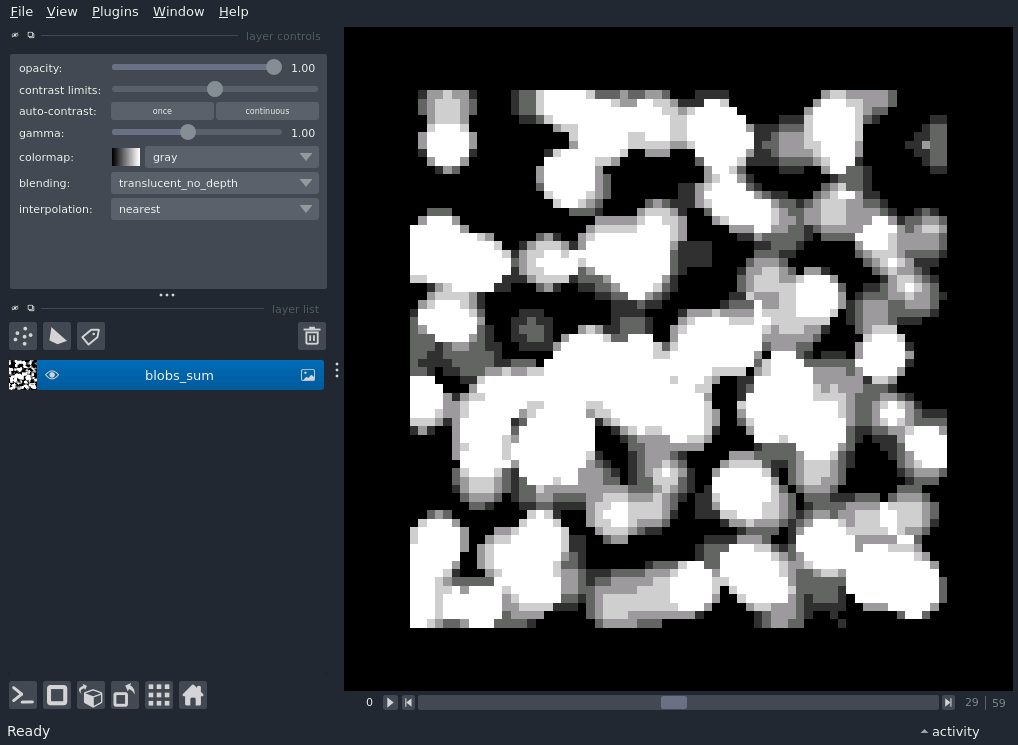 File View Plugins Window Help
layer controls
opacity: 1.00
contrast limits:
auto-contrast: once continuous
gamma: 1.00
colormap: gray
blending: translucent_no_depth
interpolation: nearest
layer list
blobs_sum
0 29 | 59
Ready activity